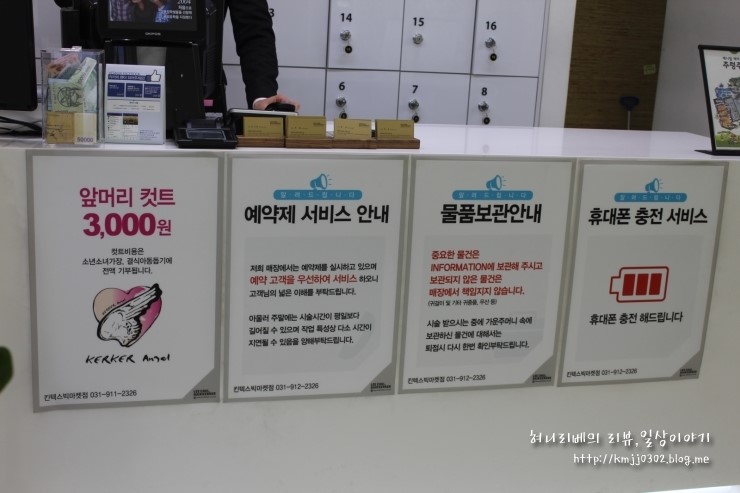 14
15
16
6
7
8
앞머리 컷트
3,000원
컷트비용은
소년소녀가장, 결식아동돕기에
전액 기부됩니다.
KERKER Angel
킨텍스빅마켓점 031-911-2326
알려드립니다
예약제 서비스 안내
저희 매장에서는 예약제를 실시하고 있으며
예약 고객을 우선하여 서비스 하오니
고객님의 넓은 이해를 부탁드립니다.
아울러 주말에는 시술시간이 평일보다
길어질 수 있으며 작업 특성상 다소 시간이
지연될 수 있음을 양해부탁드립니다.
킨텍스빅마켓점 031-912-2326
알려드립니다
물품보관안내
중요한 물건은
INFORMATION에 보관해 주시고
보관되지 않은 물건은
매장에서 책임지지 않습니다.
(귀걸이 및 기타 귀중품, 우산 등)
시술 받으시는 중에 가운주머니 속에
보관하신 물건에 대해서는
퇴점시 다시 한번 확인부탁드립니다.
킨텍스빅마켓점 031-912-2326
알려드립니다
휴대폰 충전 서비스
휴대폰 충전 해드립니다
킨텍스빅마켓점 031-912-2326
허니리베의 리뷰,일상이야기
http://kmjj0302.blog.me